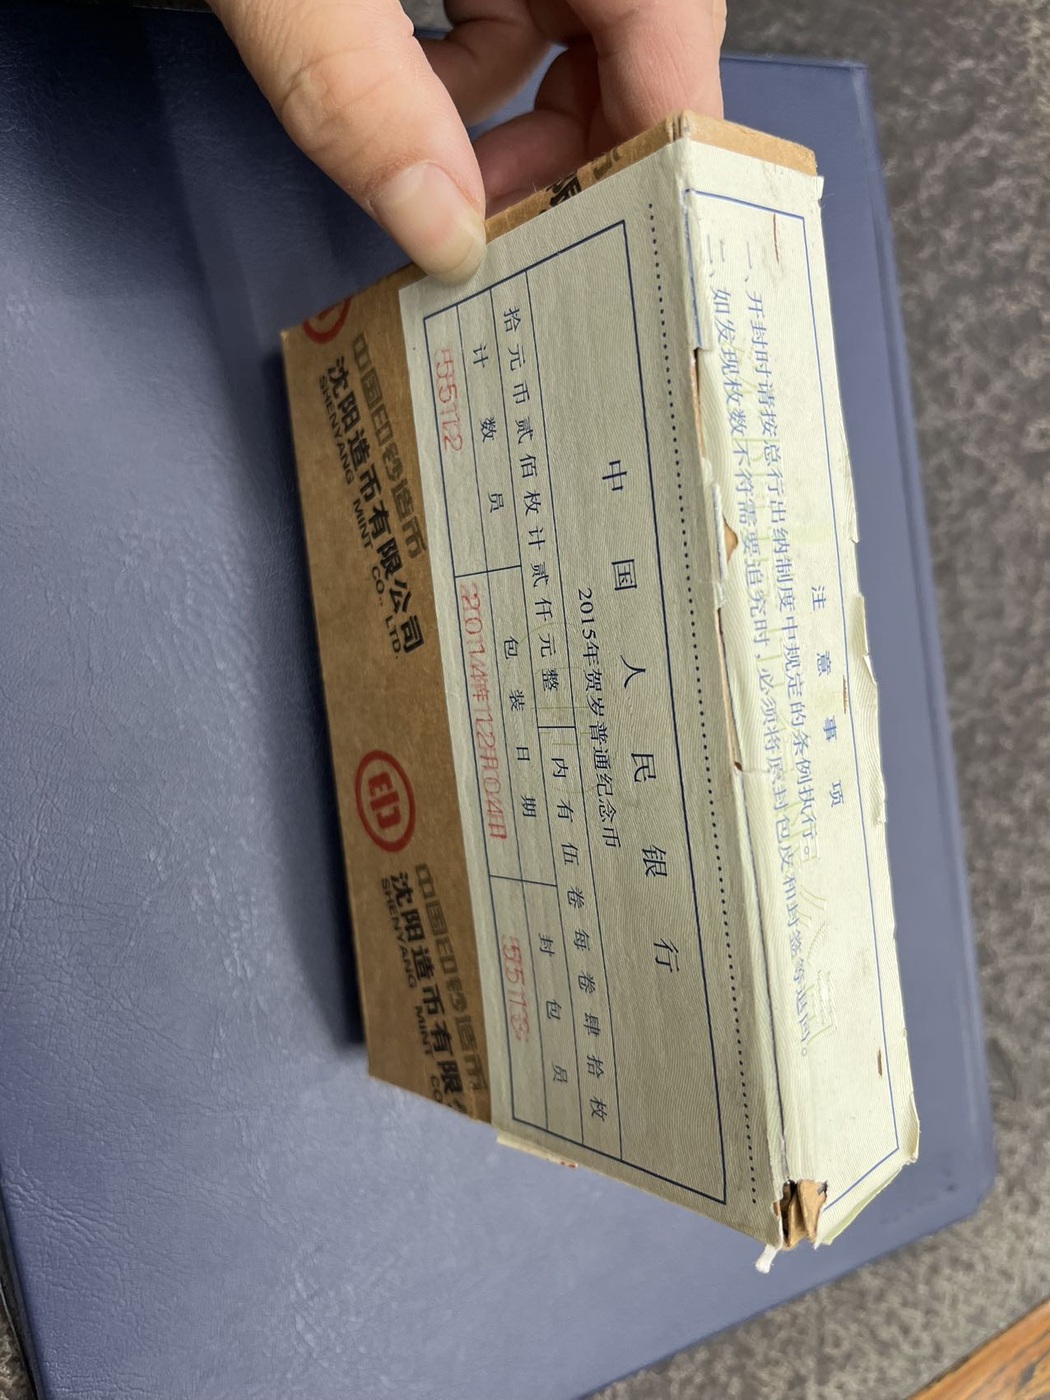 中国人民银行
2015年贺岁普通纪念币
拾元币贰佰枚计贰仟元整 内有伍卷每卷肆拾枚
计数员 包装日期 封包员
55112 2014年12月04日 55113
注意事项
一、开封时请按总行出纳制度中规定的条例执行。
二、如发现枚数不符需要追究时，必须将原封包皮和封签等退回。
中国印钞造币
沈阳造币有限公司
SHENYANG MINT CO., LTD.
中国印钞造币
沈阳造币有限
SHENYANG MINT CO